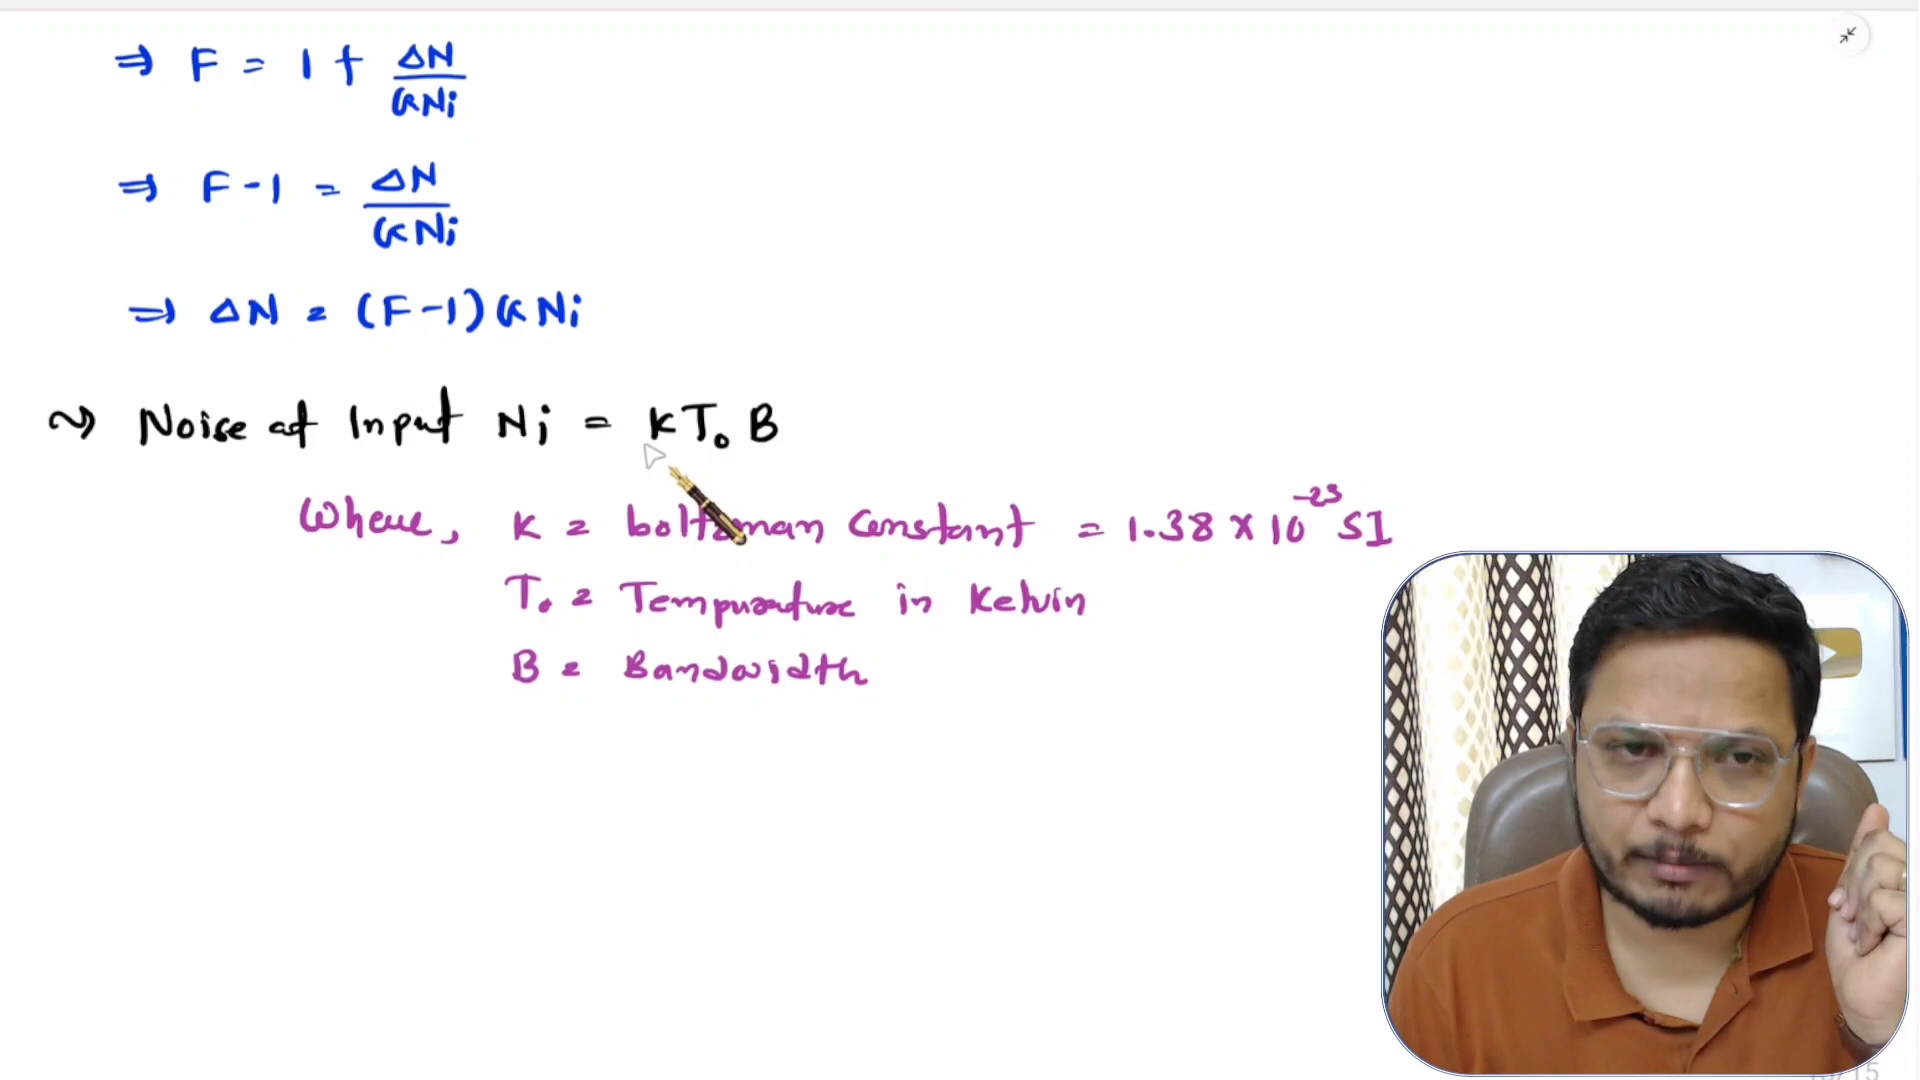 ⇒ F = 1 + ΔN/GNi
⇒ F-1 = ΔN/GNi
⇒ ΔN = (F-1)GNi
~> Noise at Input Ni = KT₀B
Where, K = boltzman constant = 1.38 × 10⁻²³ SI
T₀ = Temperature in Kelvin
B = Bandwidth